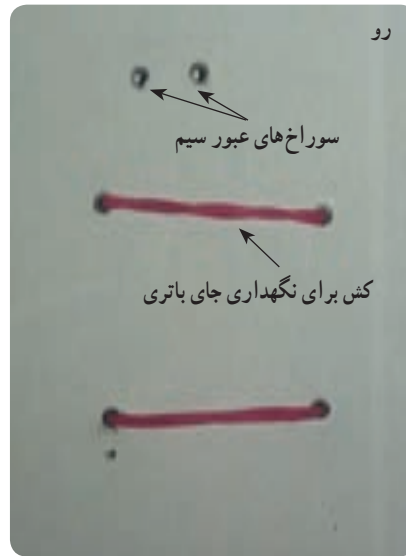 رو
سوراخ‌های عبور سیم
کش برای نگهداری جای باتری